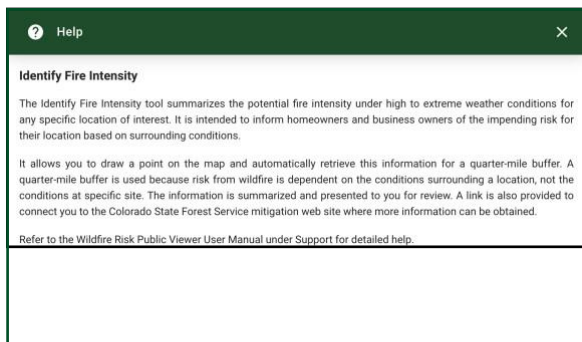 Help
Identify Fire Intensity
The Identify Fire Intensity tool summarizes the potential fire intensity under high to extreme weather conditions for
any specific location of interest. It is intended to inform homeowners and business owners of the impending risk for
their location based on surrounding conditions.
It allows you to draw a point on the map and automatically retrieve this information for a quarter-mile buffer. A
quarter-mile buffer is used because risk from wildfire is dependent on the conditions surrounding a location, not the
conditions at specific site. The information is summarized and presented to you for review. A link is also provided to
connect you to the Colorado State Forest Service mitigation web site where more information can be obtained.
Refer to the Wildfire Risk Public Viewer User Manual under Support for detailed help.